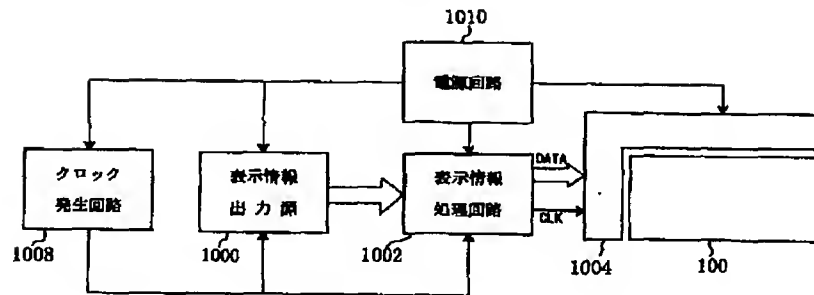 1010
電源回路
クロック
発生回路
1008
表示情報
出力源
1000
表示情報
処理回路
1002
DATA
CLK
1004
100